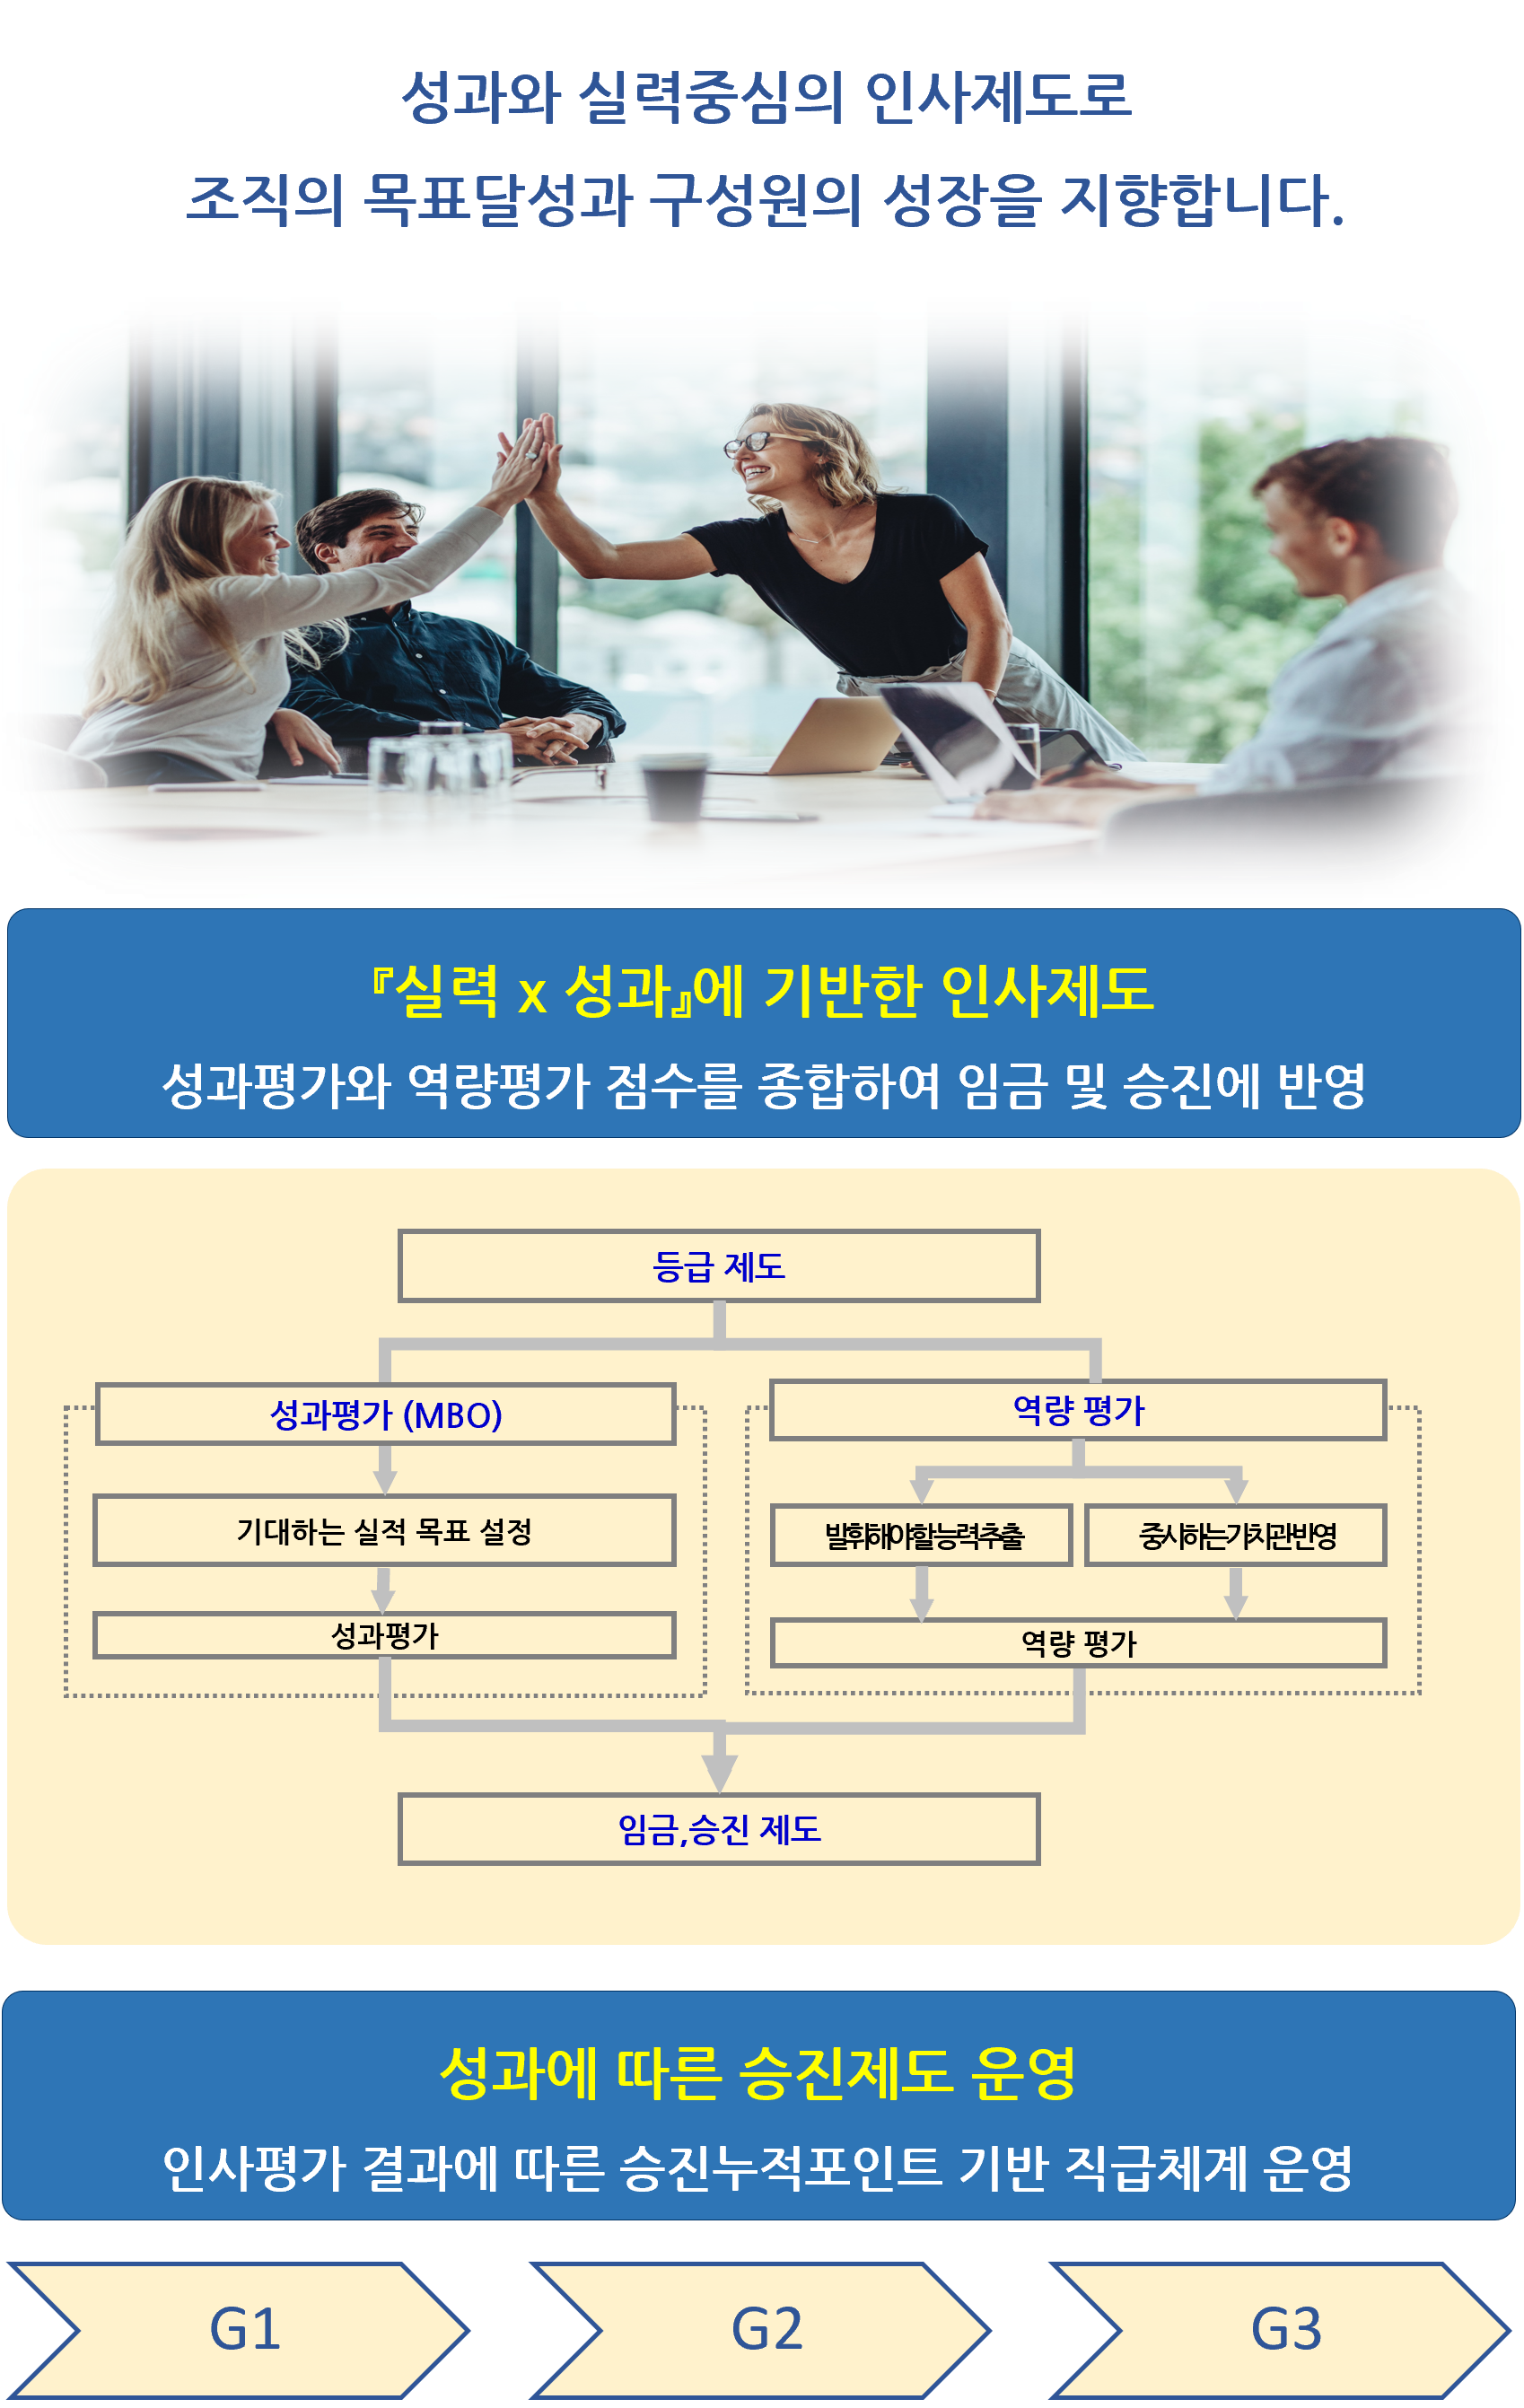 성과와 실력중심의 인사제도로
조직의 목표달성과 구성원의 성장을 지향합니다.
『실력 x 성과』에 기반한 인사제도
성과평가와 역량평가 점수를 종합하여 임금 및 승진에 반영
등급 제도
성과평가 (MBO)
역량 평가
기대하는 실적 목표 설정
발휘해야할능력추출
중시하는가치관반영
성과평가
역량 평가
임금,승진 제도
성과에 따른 승진제도 운영
인사평가 결과에 따른 승진누적포인트 기반 직급체계 운영
G1
G2
G3